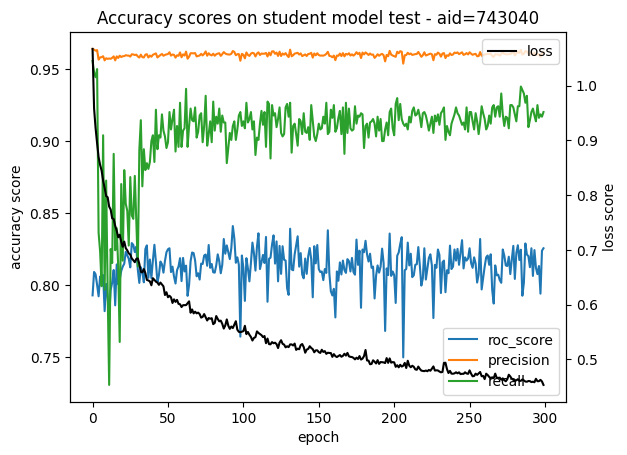 Accuracy scores on student model test - aid=743040
accuracy score
0.95
0.90
0.85
0.80
0.75
loss
1.0
0.9
0.8
0.7
0.6
0.5
loss score
roc_score
precision
recall
0
50
100
150
200
250
300
epoch